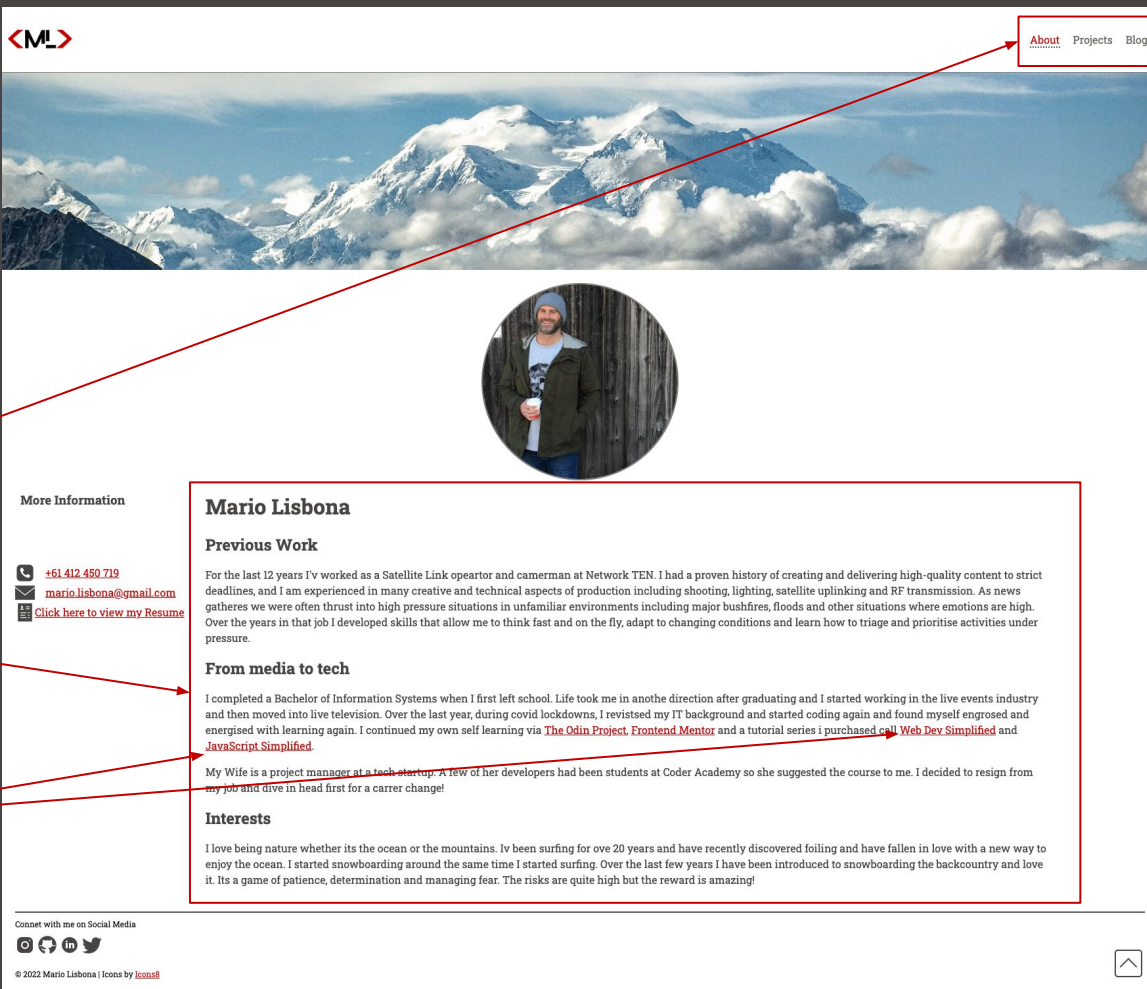 <ML>
About Projects Blog
More Information
+61 412 450 719
mario.lisbona@gmail.com
Click here to view my Resume
Mario Lisbona
Previous Work
For the last 12 years I'v worked as a Satellite Link opeartor and camerman at Network TEN. I had a proven history of creating and delivering high-quality content to strict
deadlines, and I am experienced in many creative and technical aspects of production including shooting, lighting, satellite uplinking and RF transmission. As news
gatheres we were often thrust into high pressure situations in unfamiliar environments including major bushfires, floods and other situations where emotions are high.
Over the years in that job I developed skills that allow me to think fast and on the fly, adapt to changing conditions and learn how to triage and prioritise activities under
pressure.
From media to tech
I completed a Bachelor of Information Systems when I first left school. Life took me in anothe direction after graduating and I started working in the live events industry
and then moved into live television. Over the last year, during covid lockdowns, I revistsed my IT background and started coding again and found myself engrosed and
energised with learning again. I continued my own self learning via The Odin Project, Frontend Mentor and a tutorial series i purchased call Web Dev Simplified and
JavaScript Simplified.
My Wife is a project manager at a tech startup. A few of her developers had been students at Coder Academy so she suggested the course to me. I decided to resign from
my job and dive in head first for a carrer change!
Interests
I love being nature whether its the ocean or the mountains. Iv been surfing for ove 20 years and have recently discovered foiling and have fallen in love with a new way to
enjoy the ocean. I started snowboarding around the same time I started surfing. Over the last few years I have been introduced to snowboarding the backcountry and love
it. Its a game of patience, determination and managing fear. The risks are quite high but the reward is amazing!
Connet with me on Social Media
© 2022 Mario Lisbona | Icons by Icons8